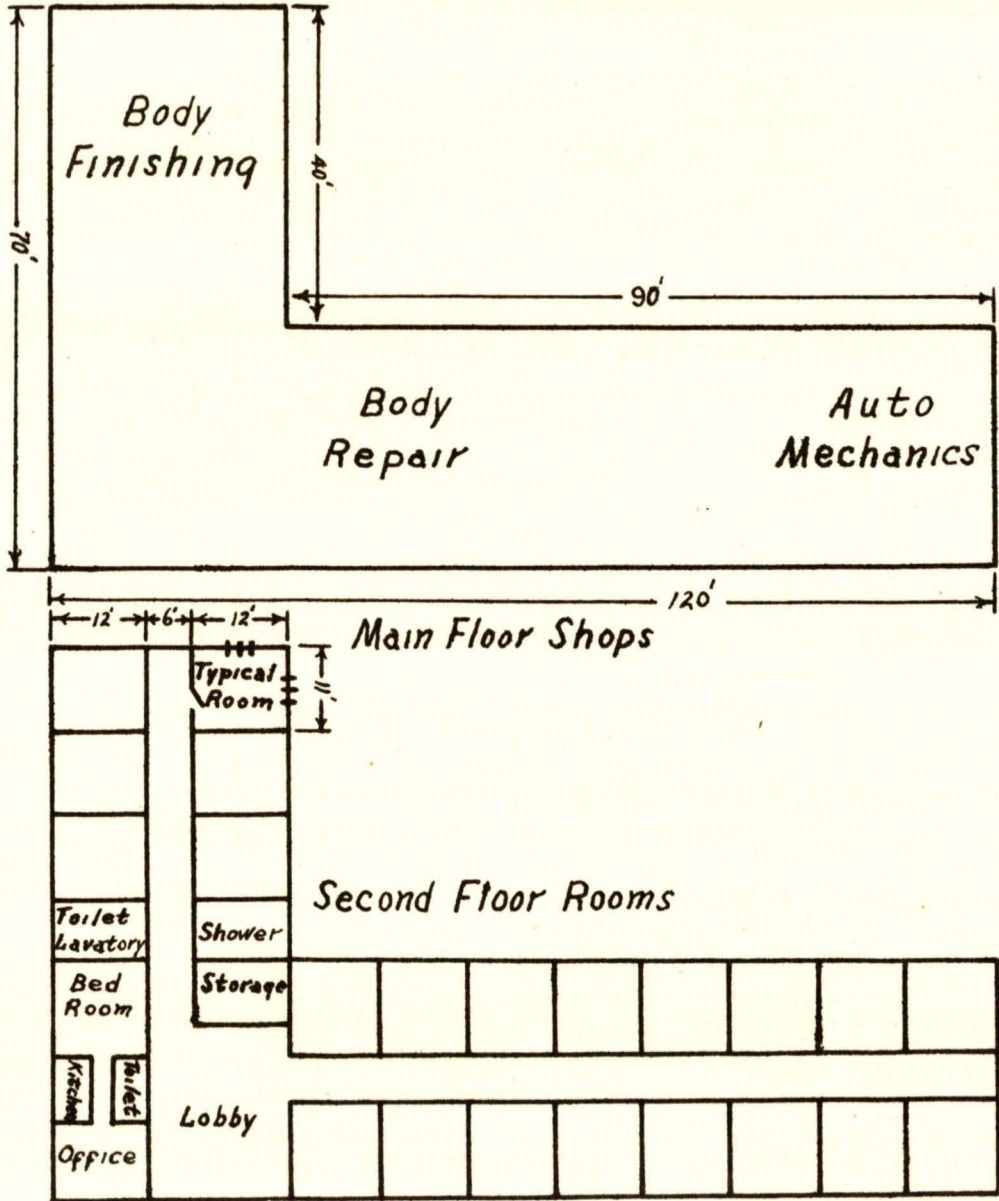 Body
Finishing
70'
40'
90'
Body
Repair
Auto
Mechanics
120'
12'
6'
12'
Main Floor Shops
Typical
Room
11'
Second Floor Rooms
Toilet
Lavatory
Shower
Bed
Room
Storage
Kitchen
Toilet
Lobby
Office